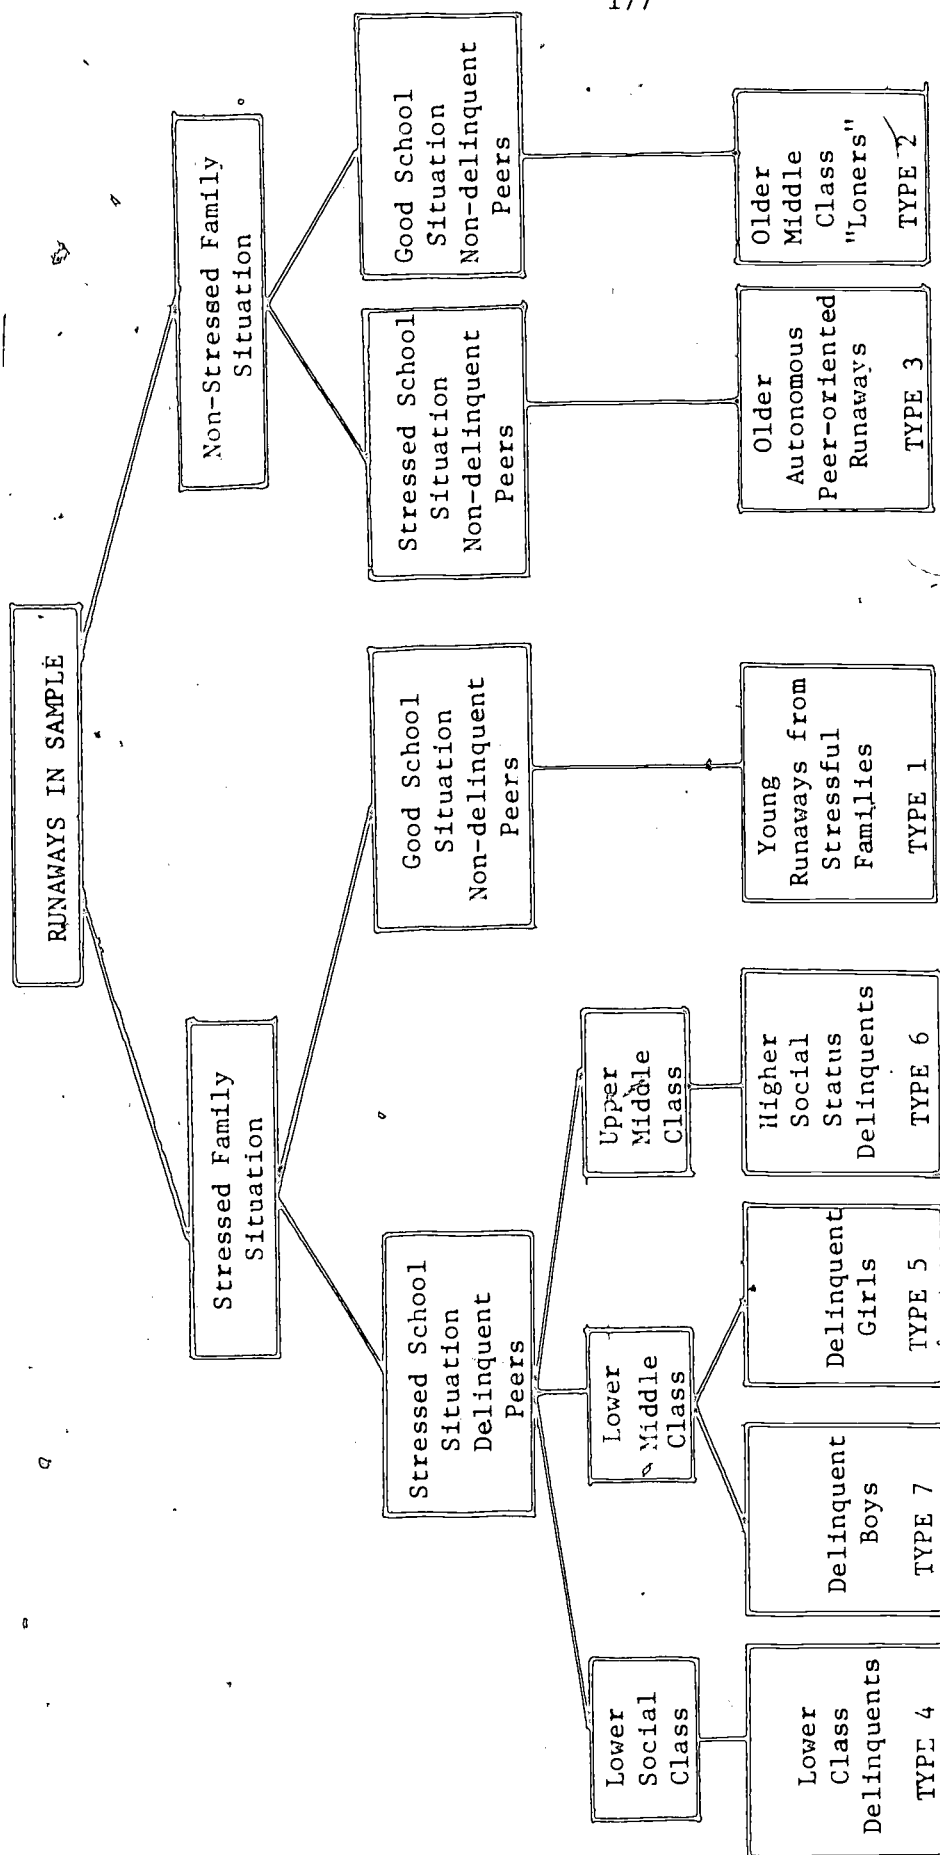 177
RUNAWAYS IN SAMPLE
Stressed Family
Situation
Non-Stressed Family
Situation
Stressed School
Situation
Delinquent
Peers
Good School
Situation
Non-delinquent
Peers
Stressed School
Situation
Non-delinquent
Peers
Good School
Situation
Non-delinquent
Peers
Lower
Social
Class
Lower
Middle
Class
Upper
Middle
Class
Lower
Class
Delinquents
TYPE 4
Delinquent
Boys
TYPE 7
Delinquent
Girls
TYPE 5
Higher
Social
Status
Delinquents
TYPE 6
Young
Runaways from
Stressful
Families
TYPE 1
Older
Autonomous
Peer-oriented
Runaways
TYPE 3
Older
Middle
Class
"Loners"
TYPE 2